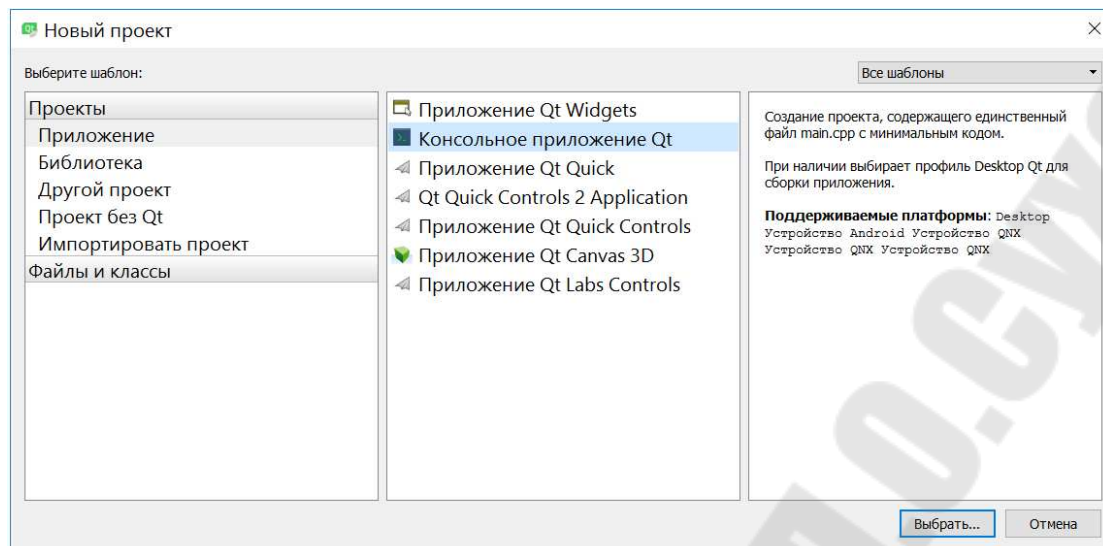 Новый проект
Выберите шаблон:
Все шаблоны
Проекты
Приложение
Библиотека
Другой проект
Проект без Qt
Импортировать проект
Файлы и классы
Приложение Qt Widgets
Консольное приложение Qt
Приложение Qt Quick
Qt Quick Controls 2 Application
Приложение Qt Quick Controls
Приложение Qt Canvas 3D
Приложение Qt Labs Controls
Создание проекта, содержащего единственный
файл main.cpp с минимальным кодом.
При наличии выбирает профиль Desktop Qt для
сборки приложения.
Поддерживаемые платформы: Desktop
Устройство Android Устройство QNX
Устройство QNX Устройство QNX
Выбрать...
Отмена